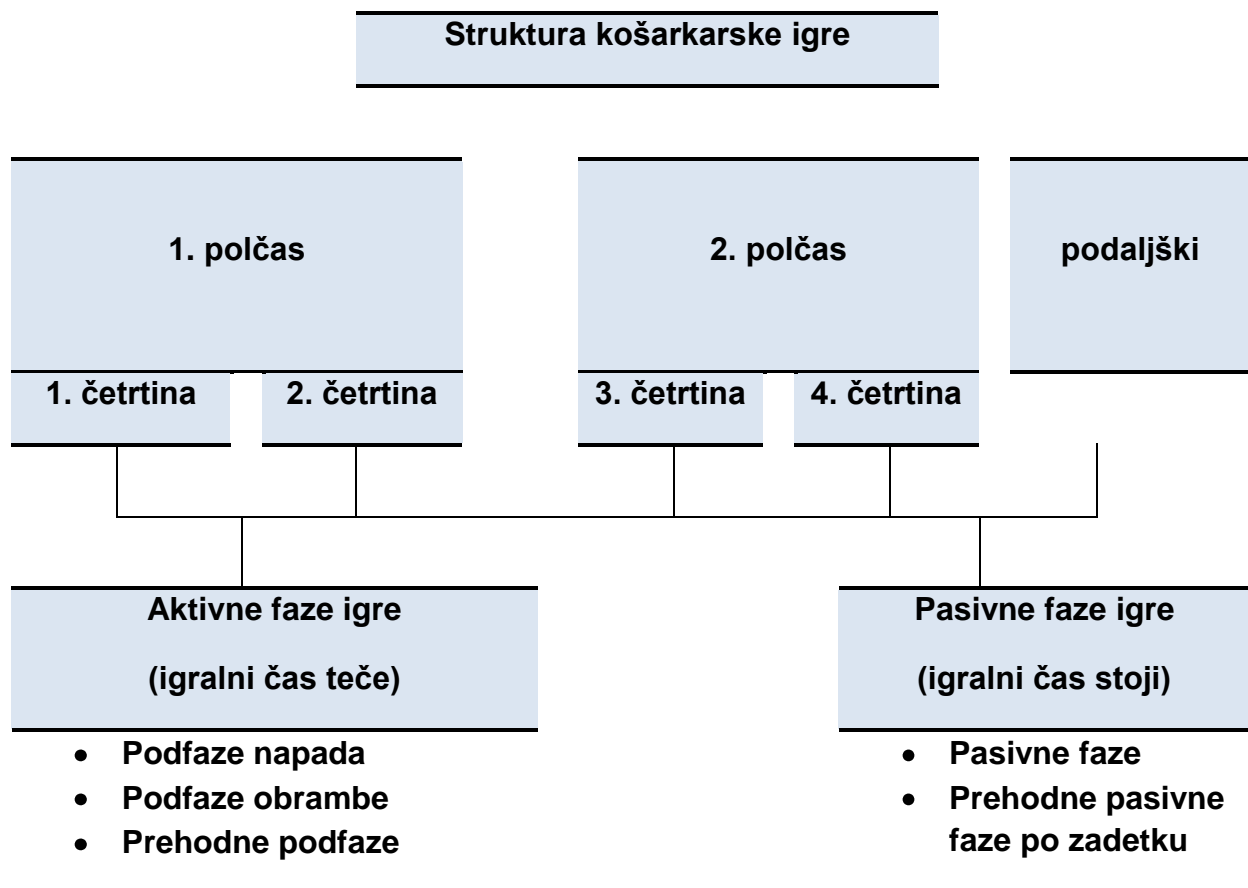 Struktura košarkarske igre
1. polčas
2. polčas
podaljški
1. četrtina
2. četrtina
3. četrtina
4. četrtina
Aktivne faze igre
(igralni čas teče)
• Podfaze napada
• Podfaze obrambe
• Prehodne podfaze
Pasivne faze igre
(igralni čas stoji)
• Pasivne faze
• Prehodne pasivne
faze po zadetku